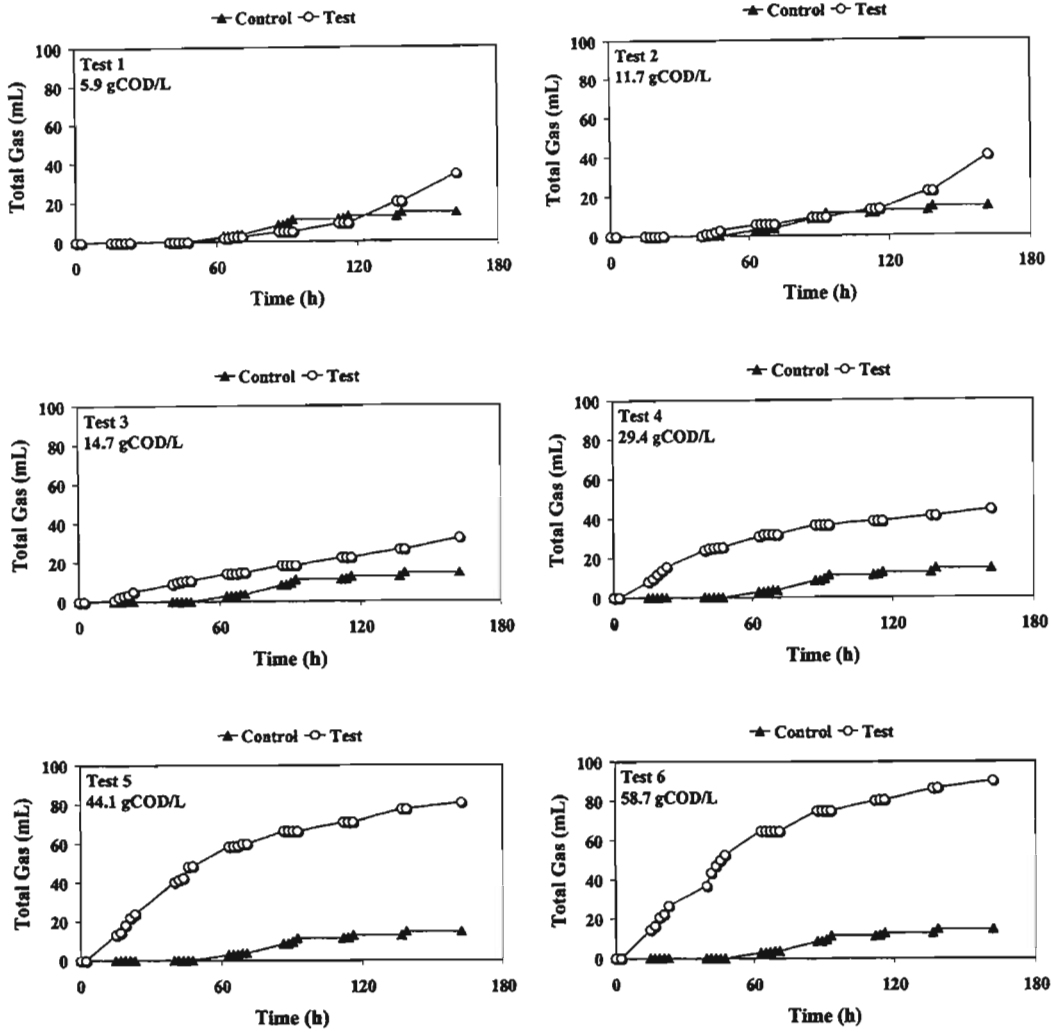 Control Test
Test 1
5.9 gCOD/L
Total Gas (mL)
100
80
60
40
20
0
0 60 120 180
Time (h)
Control Test
Test 2
11.7 gCOD/L
Total Gas (mL)
100
80
60
40
20
0
0 60 120 180
Time (h)
Control Test
Test 3
14.7 gCOD/L
Total Gas (mL)
100
80
60
40
20
0
0 60 120 180
Time (h)
Control Test
Test 4
29.4 gCOD/L
Total Gas (mL)
100
80
60
40
20
0
0 60 120 180
Time (h)
Control Test
Test 5
44.1 gCOD/L
Total Gas (mL)
100
80
60
40
20
0
0 60 120 180
Time (h)
Control Test
Test 6
58.7 gCOD/L
Total Gas (mL)
100
80
60
40
20
0
0 60 120 180
Time (h)